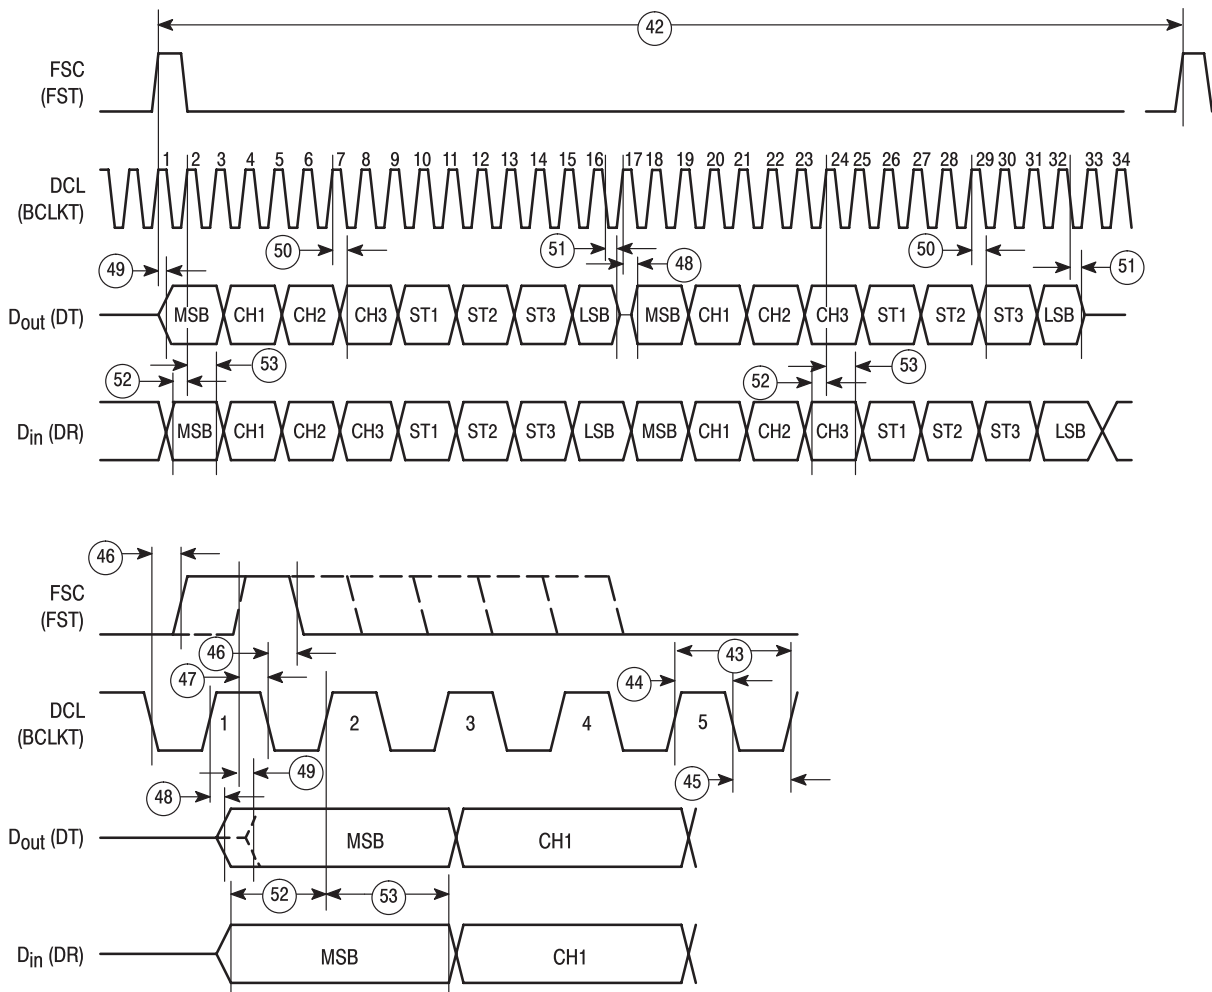 42
FSC
(FST)
1 2 3 4 5 6 7 8 9 10 11 12 13 14 15 16 17 18 19 20 21 22 23 24 25 26 27 28 29 30 31 32 33 34
DCL
(BCLKT)
50 51 50
49 48 51
Dout (DT) MSB CH1 CH2 CH3 ST1 ST2 ST3 LSB MSB CH1 CH2 CH3 ST1 ST2 ST3 LSB
53 53
52 52
Din (DR) MSB CH1 CH2 CH3 ST1 ST2 ST3 LSB MSB CH1 CH2 CH3 ST1 ST2 ST3 LSB
46
FSC
(FST)
46 43
47 44
DCL
(BCLKT) 1 2 3 4 5
49
48 45
Dout (DT) MSB CH1
52 53
Din (DR) MSB CH1